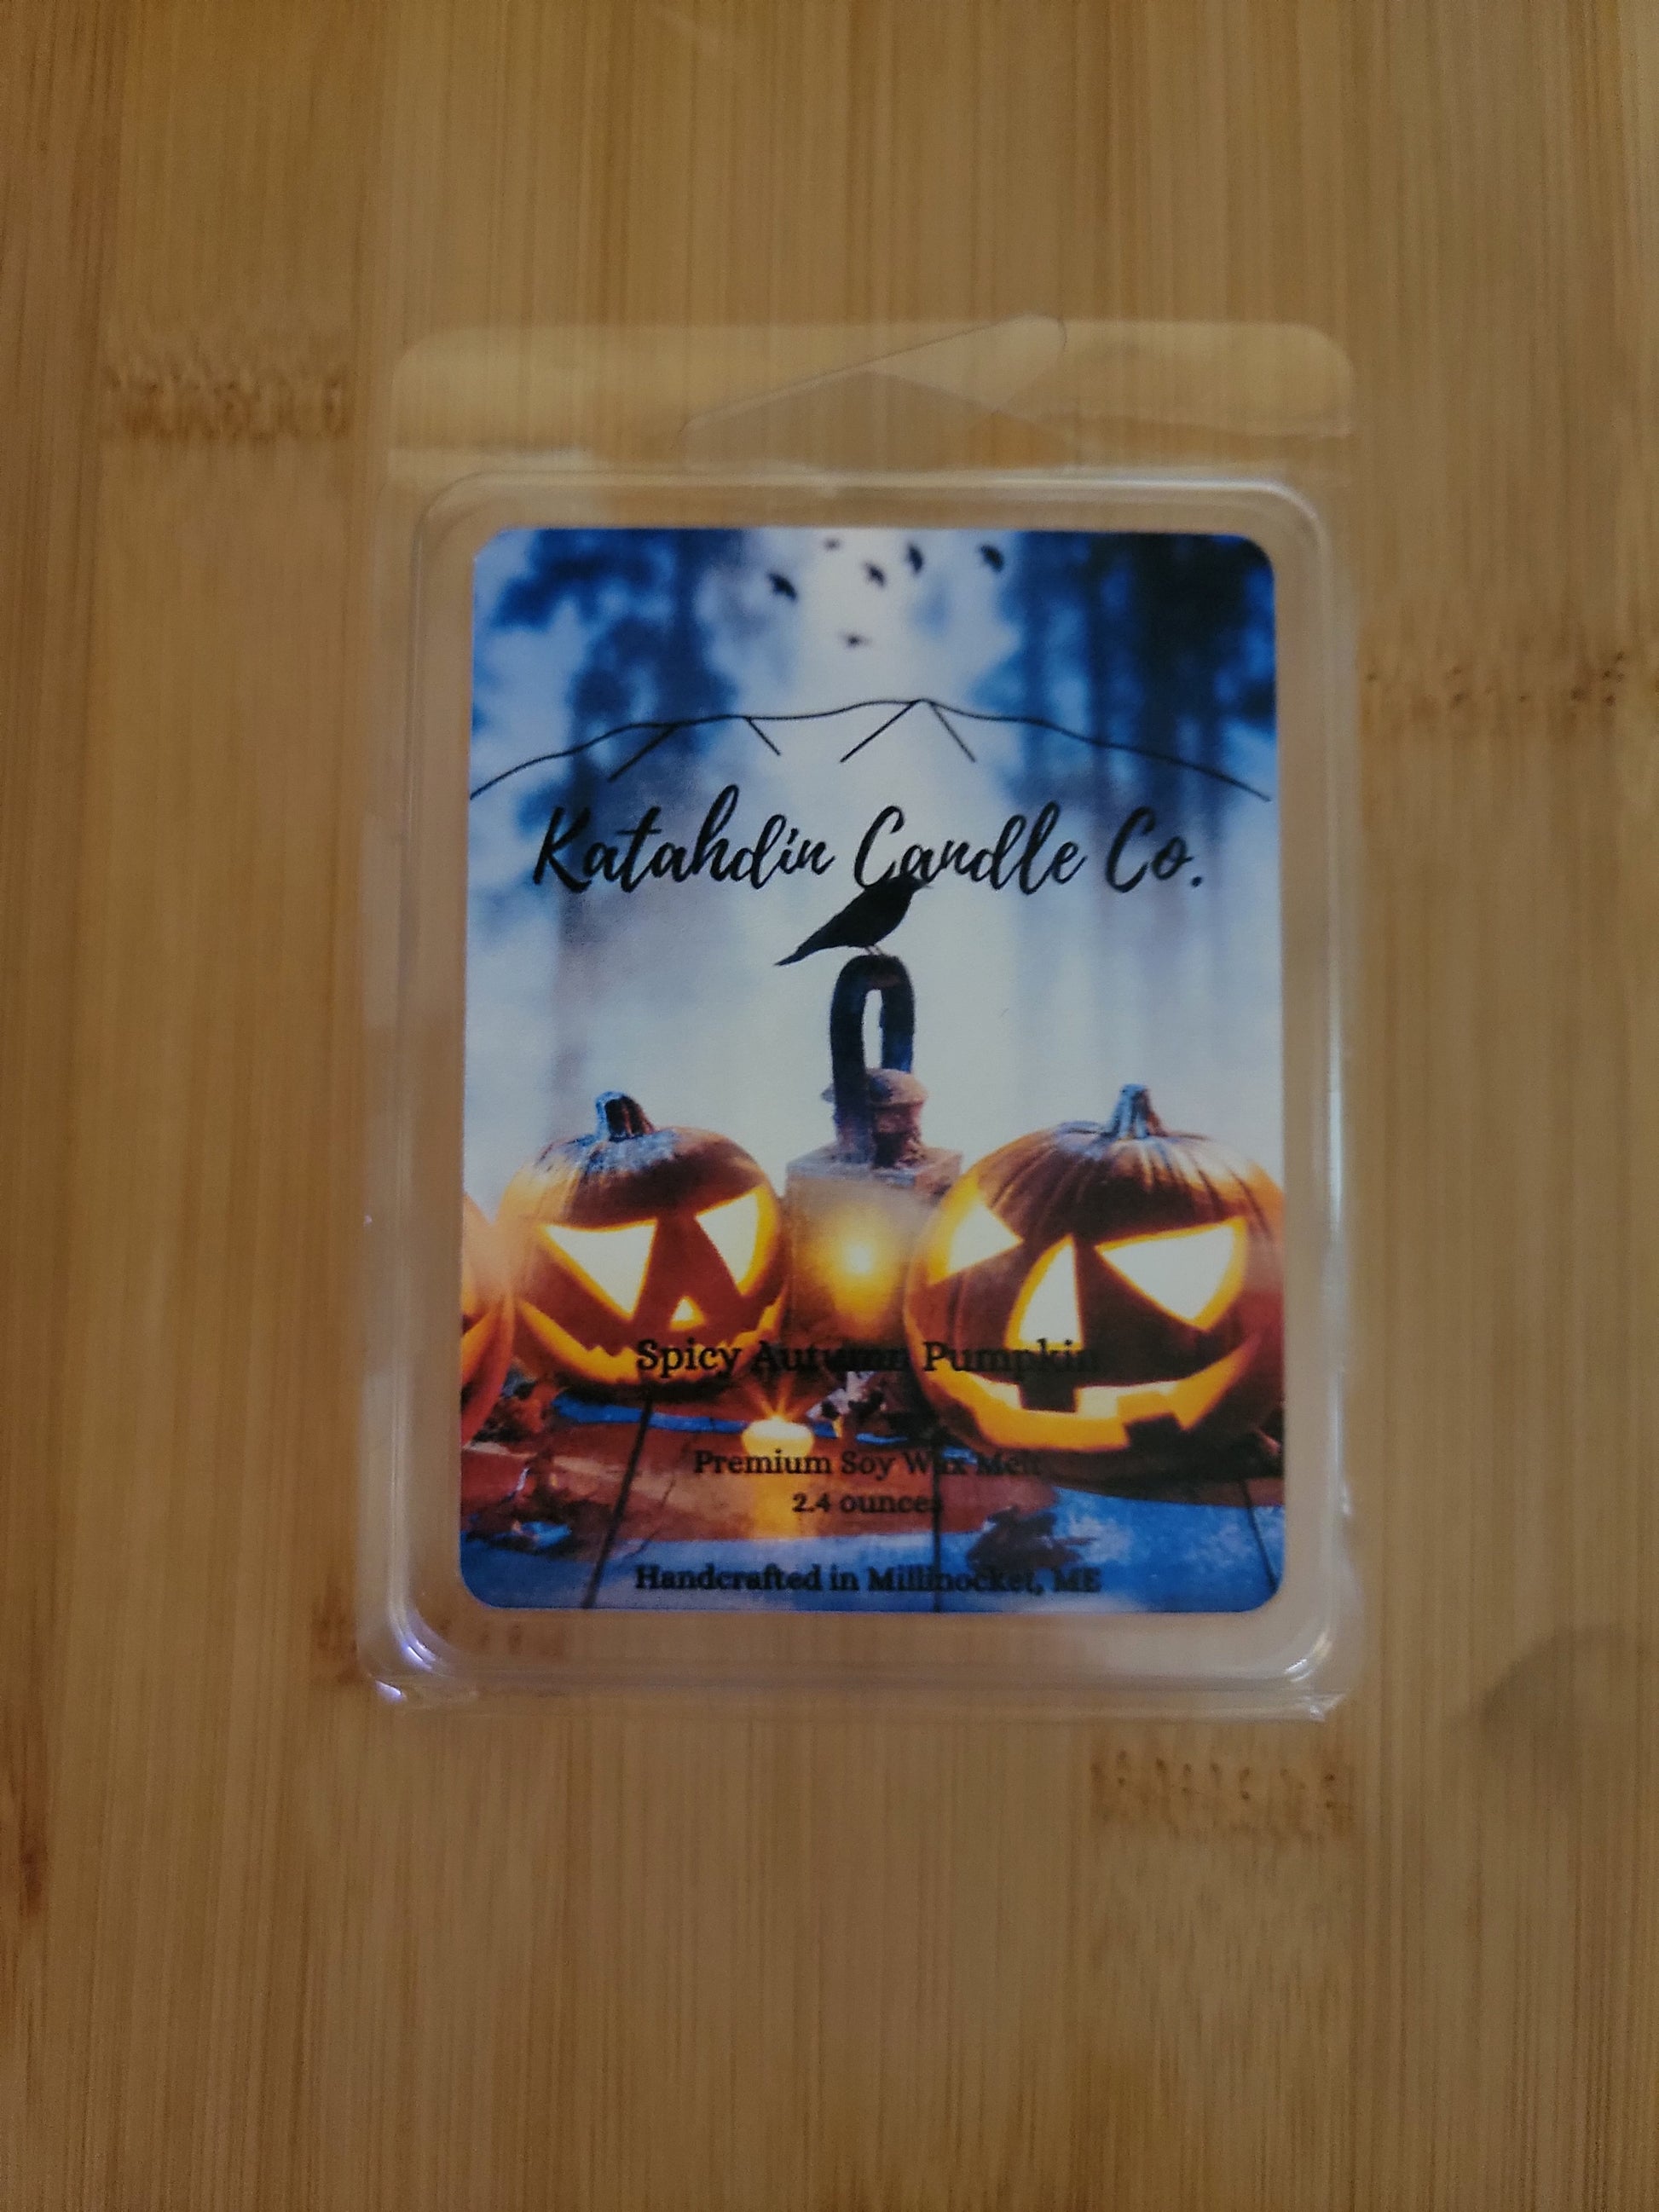 Katahdin Candle Co.
Spicy Autumn Pumpkin
Premium Soy Wax Melt
2.4 ounces
Handcrafted in Millinocket, ME